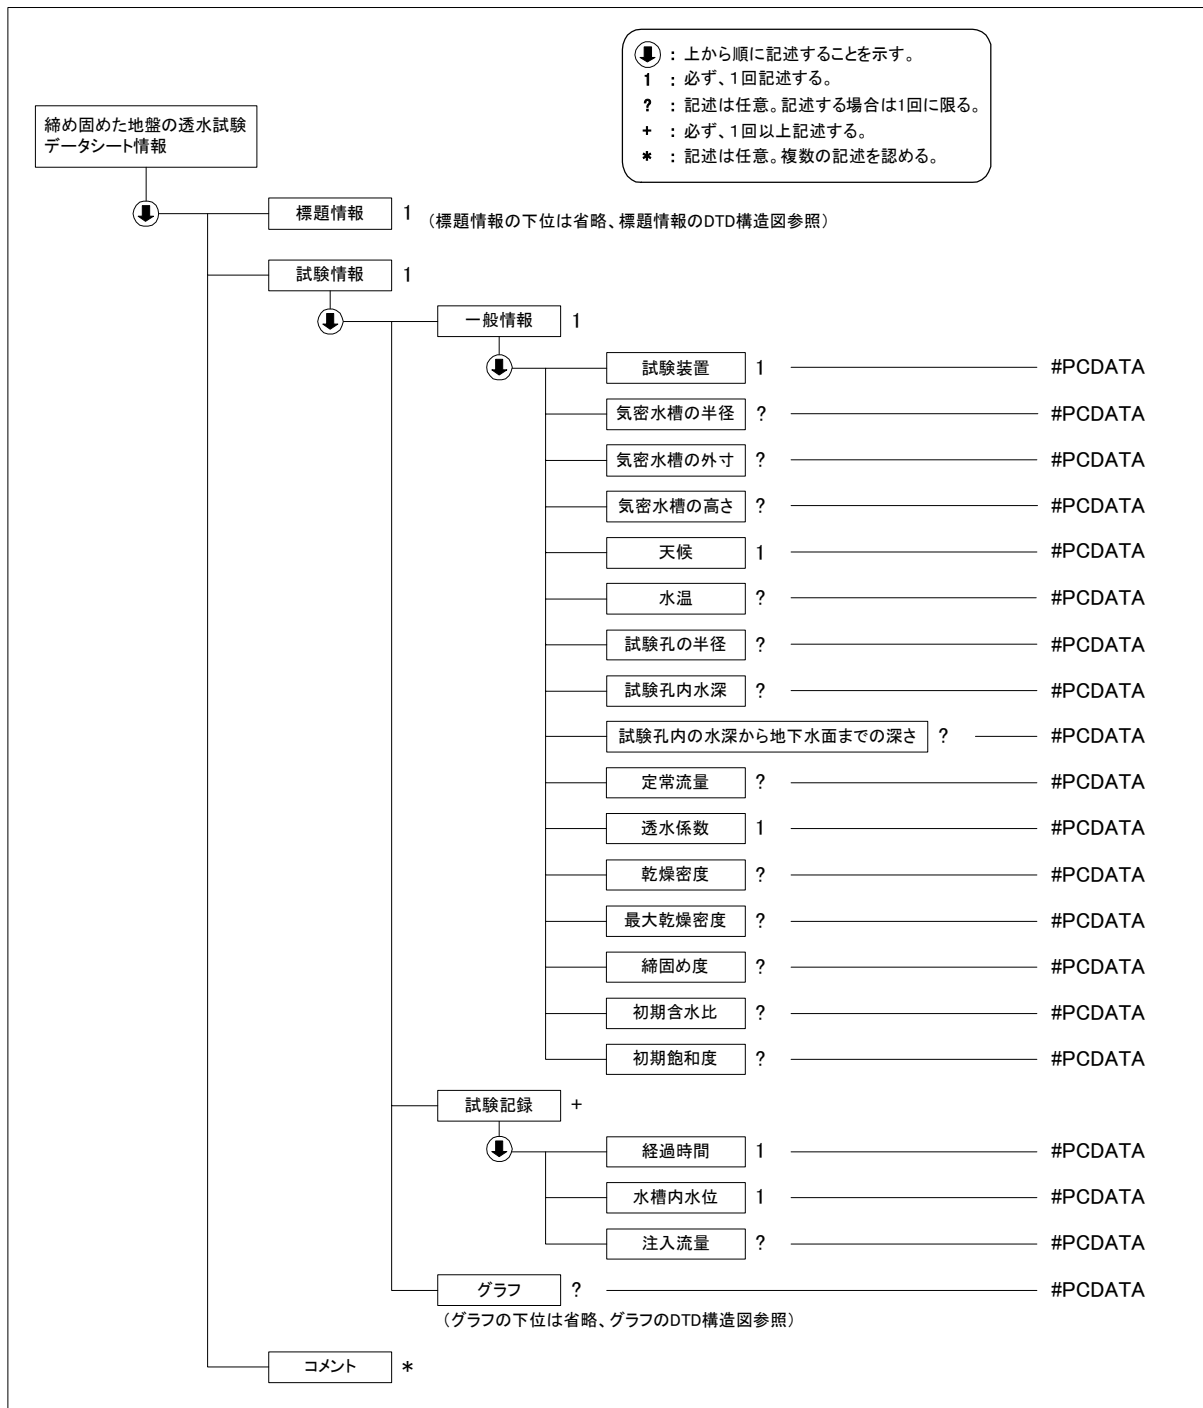 : 上から順に記述することを示す。
1 : 必ず、1回記述する。
? : 記述は任意。記述する場合は1回に限る。
+ : 必ず、1回以上記述する。
* : 記述は任意。複数の記述を認める。
締め固めた地盤の透水試験
データシート情報
標題情報 1 (標題情報の下位は省略、標題情報のDTD構造図参照)
試験情報 1
一般情報 1
試験装置 1 #PCDATA
気密水槽の半径 ? #PCDATA
気密水槽の外寸 ? #PCDATA
気密水槽の高さ ? #PCDATA
天候 1 #PCDATA
水温 ? #PCDATA
試験孔の半径 ? #PCDATA
試験孔内水深 ? #PCDATA
試験孔内の水深から地下水面までの深さ ? #PCDATA
定常流量 ? #PCDATA
透水係数 1 #PCDATA
乾燥密度 ? #PCDATA
最大乾燥密度 ? #PCDATA
締固め度 ? #PCDATA
初期含水比 ? #PCDATA
初期飽和度 ? #PCDATA
試験記録 +
経過時間 1 #PCDATA
水槽内水位 1 #PCDATA
注入流量 ? #PCDATA
グラフ ? #PCDATA
(グラフの下位は省略、グラフのDTD構造図参照)
コメント *